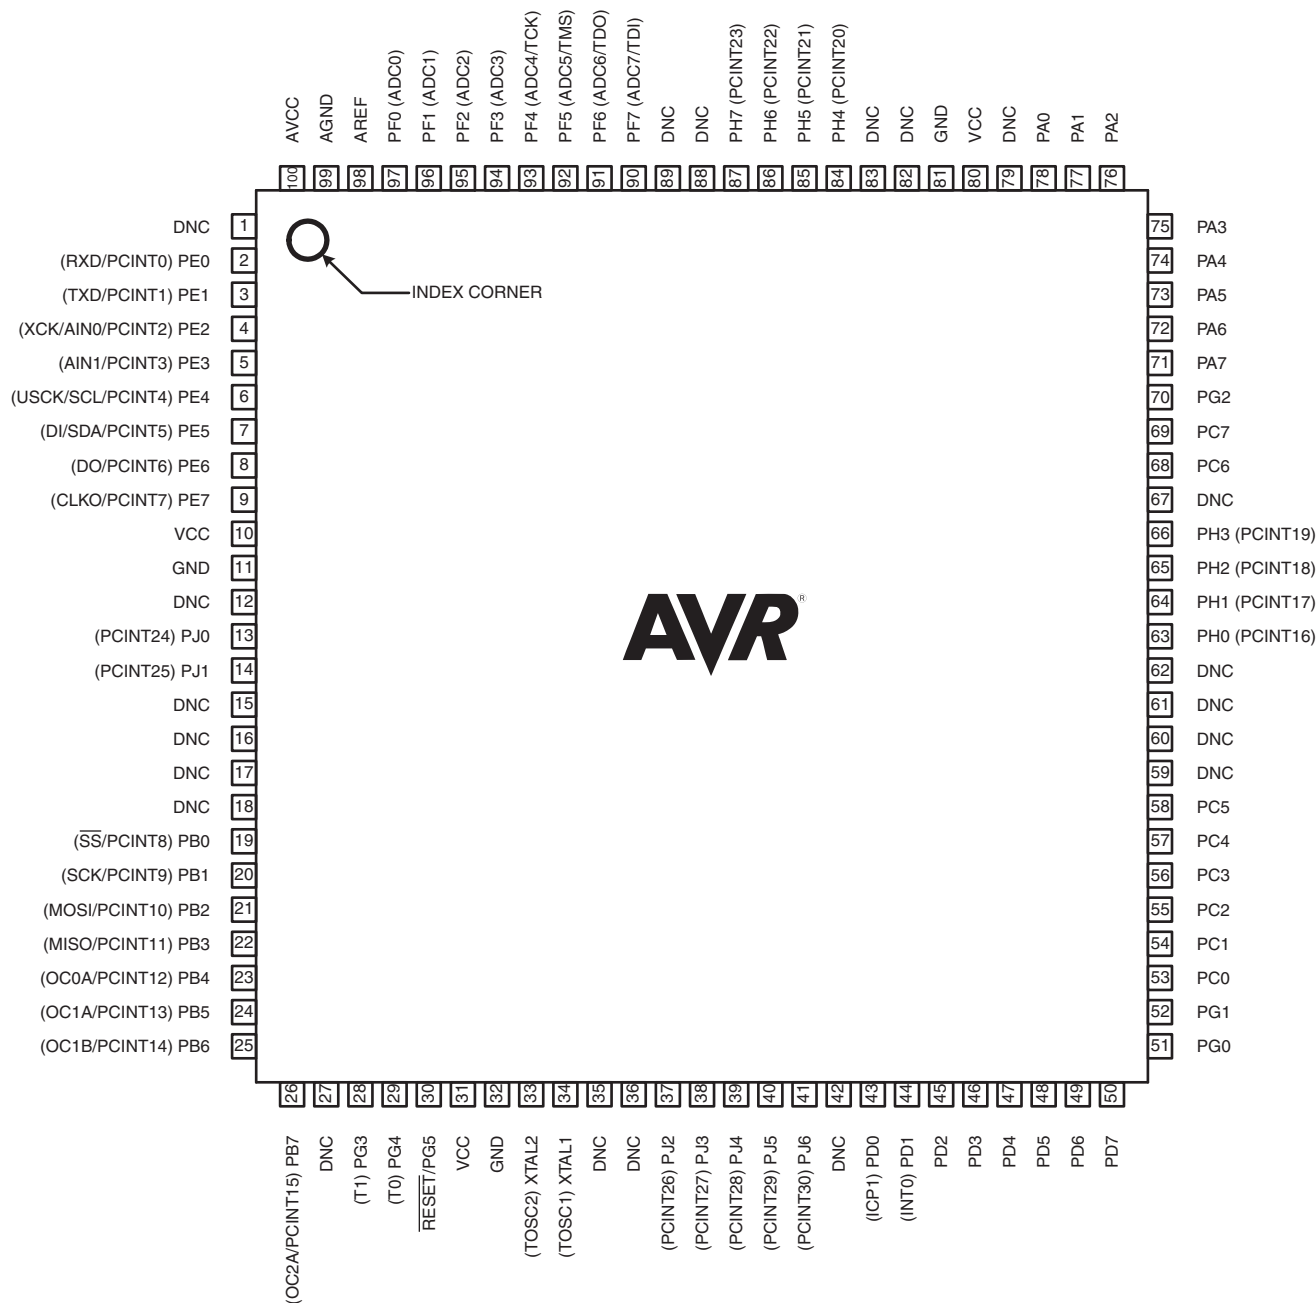 AVCC
AGND
AREF
PF0 (ADC0)
PF1 (ADC1)
PF2 (ADC2)
PF3 (ADC3)
PF4 (ADC4/TCK)
PF5 (ADC5/TMS)
PF6 (ADC6/TDO)
PF7 (ADC7/TDI)
DNC
DNC
PH7 (PCINT23)
PH6 (PCINT22)
PH5 (PCINT21)
PH4 (PCINT20)
DNC
DNC
GND
VCC
DNC
PA0
PA1
PA2
100
99
98
97
96
95
94
93
92
91
90
89
88
87
86
85
84
83
82
81
80
79
78
77
76
DNC 1
(RXD/PCINT0) PE0 2
(TXD/PCINT1) PE1 3
(XCK/AIN0/PCINT2) PE2 4
(AIN1/PCINT3) PE3 5
(USCK/SCL/PCINT4) PE4 6
(DI/SDA/PCINT5) PE5 7
(DO/PCINT6) PE6 8
(CLKO/PCINT7) PE7 9
VCC 10
GND 11
DNC 12
(PCINT24) PJ0 13
(PCINT25) PJ1 14
DNC 15
DNC 16
DNC 17
DNC 18
(SS/PCINT8) PB0 19
(SCK/PCINT9) PB1 20
(MOSI/PCINT10) PB2 21
(MISO/PCINT11) PB3 22
(OC0A/PCINT12) PB4 23
(OC1A/PCINT13) PB5 24
(OC1B/PCINT14) PB6 25
INDEX CORNER
AVR®
75 PA3
74 PA4
73 PA5
72 PA6
71 PA7
70 PG2
69 PC7
68 PC6
67 DNC
66 PH3 (PCINT19)
65 PH2 (PCINT18)
64 PH1 (PCINT17)
63 PH0 (PCINT16)
62 DNC
61 DNC
60 DNC
59 DNC
58 PC5
57 PC4
56 PC3
55 PC2
54 PC1
53 PC0
52 PG1
51 PG0
26
27
28
29
30
31
32
33
34
35
36
37
38
39
40
41
42
43
44
45
46
47
48
49
50
(OC2A/PCINT15) PB7
DNC
(T1) PG3
(T0) PG4
RESET/PG5
VCC
GND
(TOSC2) XTAL2
(TOSC1) XTAL1
DNC
DNC
(PCINT26) PJ2
(PCINT27) PJ3
(PCINT28) PJ4
(PCINT29) PJ5
(PCINT30) PJ6
DNC
(ICP1) PD0
(INT0) PD1
PD2
PD3
PD4
PD5
PD6
PD7